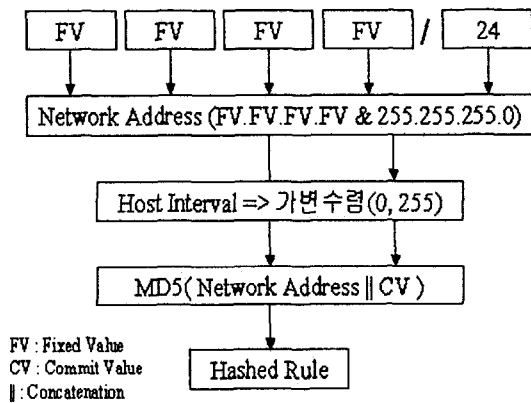 FV FV FV FV / 24
Network Address (FV.FV.FV.FV & 255.255.255.0)
Host Interval => 가변수렴(0, 255)
MD5( Network Address || CV )
Hashed Rule
FV : Fixed Value
CV : Commit Value
|| : Concatenation